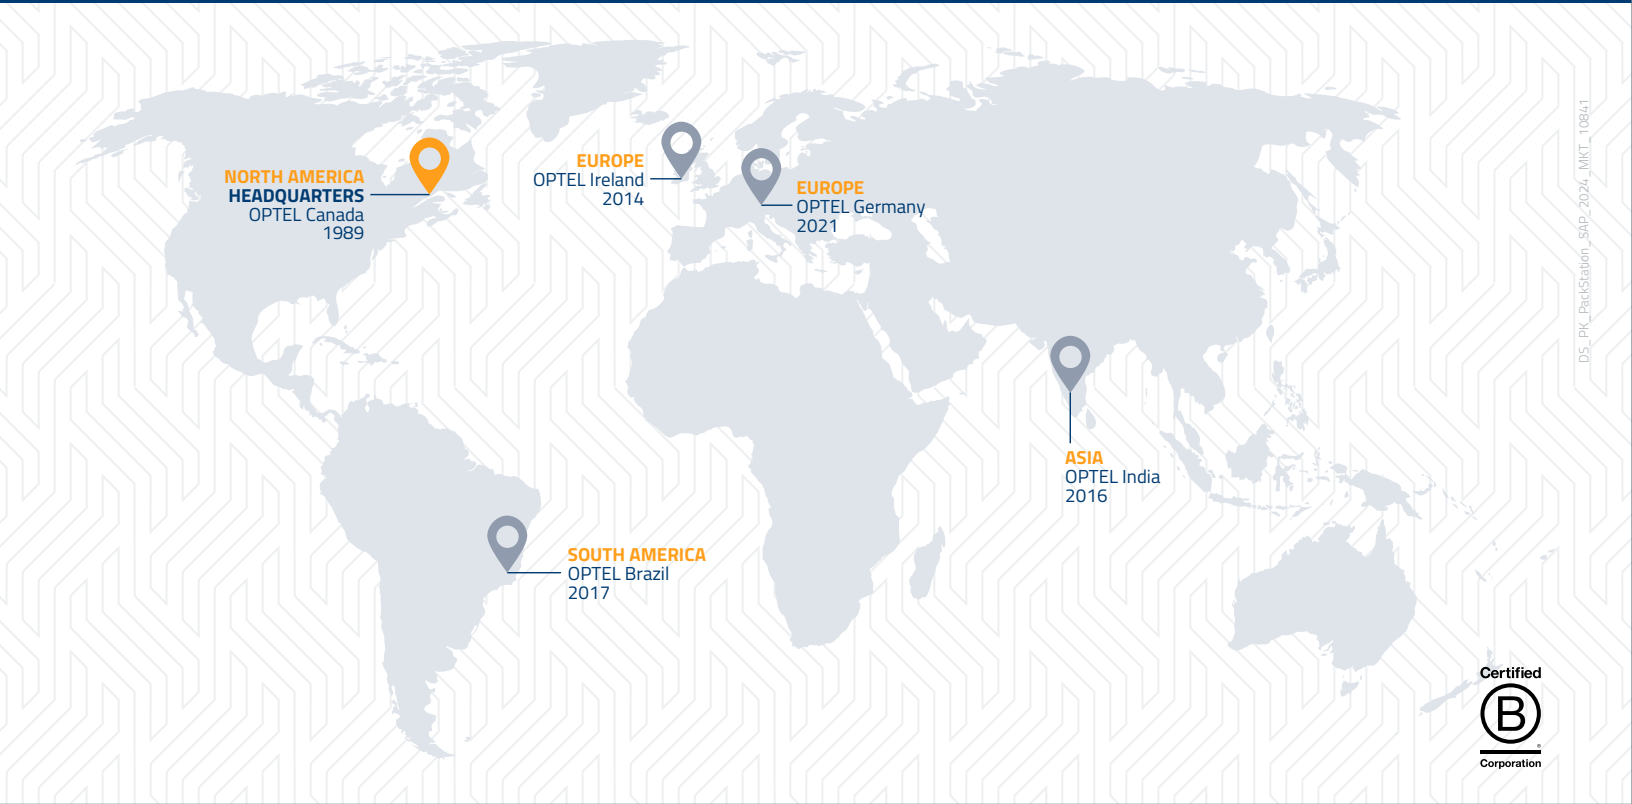 NORTH AMERICA
HEADQUARTERS
OPTEL Canada
1989
EUROPE
OPTEL Ireland
2014
EUROPE
OPTEL Germany
2021
ASIA
OPTEL India
2016
SOUTH AMERICA
OPTEL Brazil
2017
DS_PK_PackStation_SAP_2024_MKT_10841
Certified
B
®
Corporation